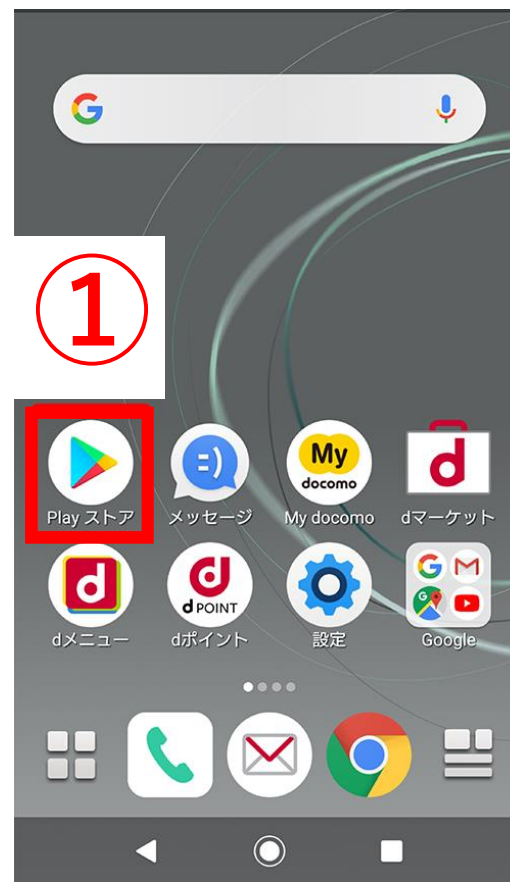 ①
Play ストア
メッセージ
My
docomo
My docomo
d
dマーケット
d
dメニュー
d
d POINT
dポイント
設定
Google